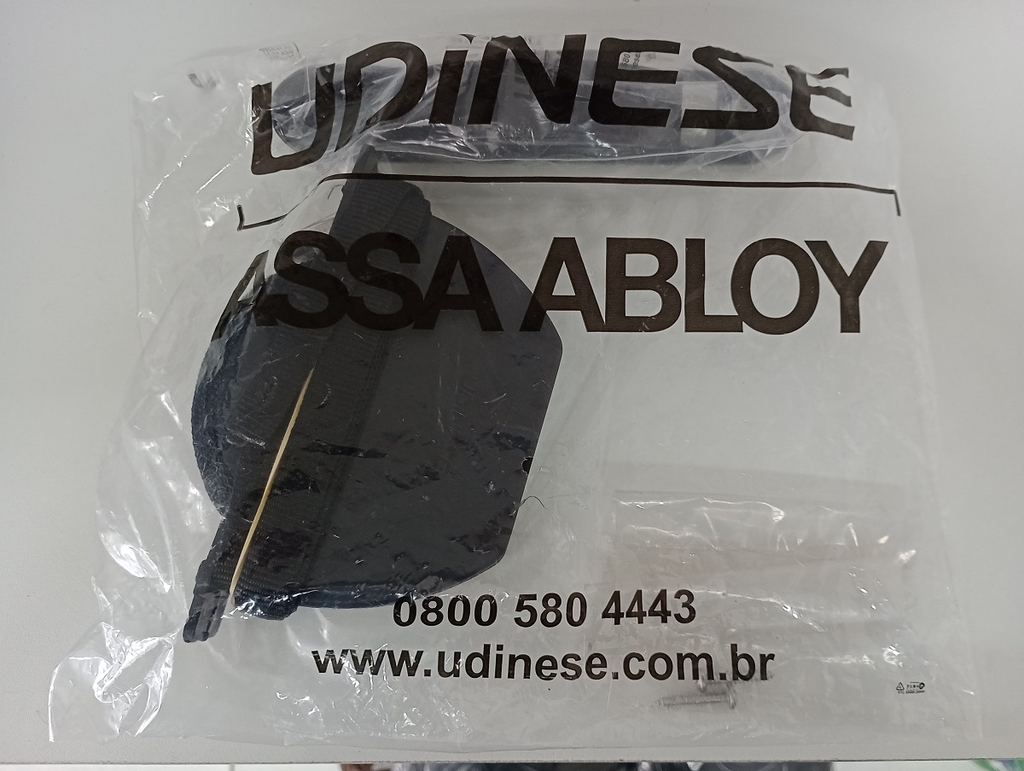 UDINESE
ASSA ABLOY
0800 580 4443
www.udinese.com.br